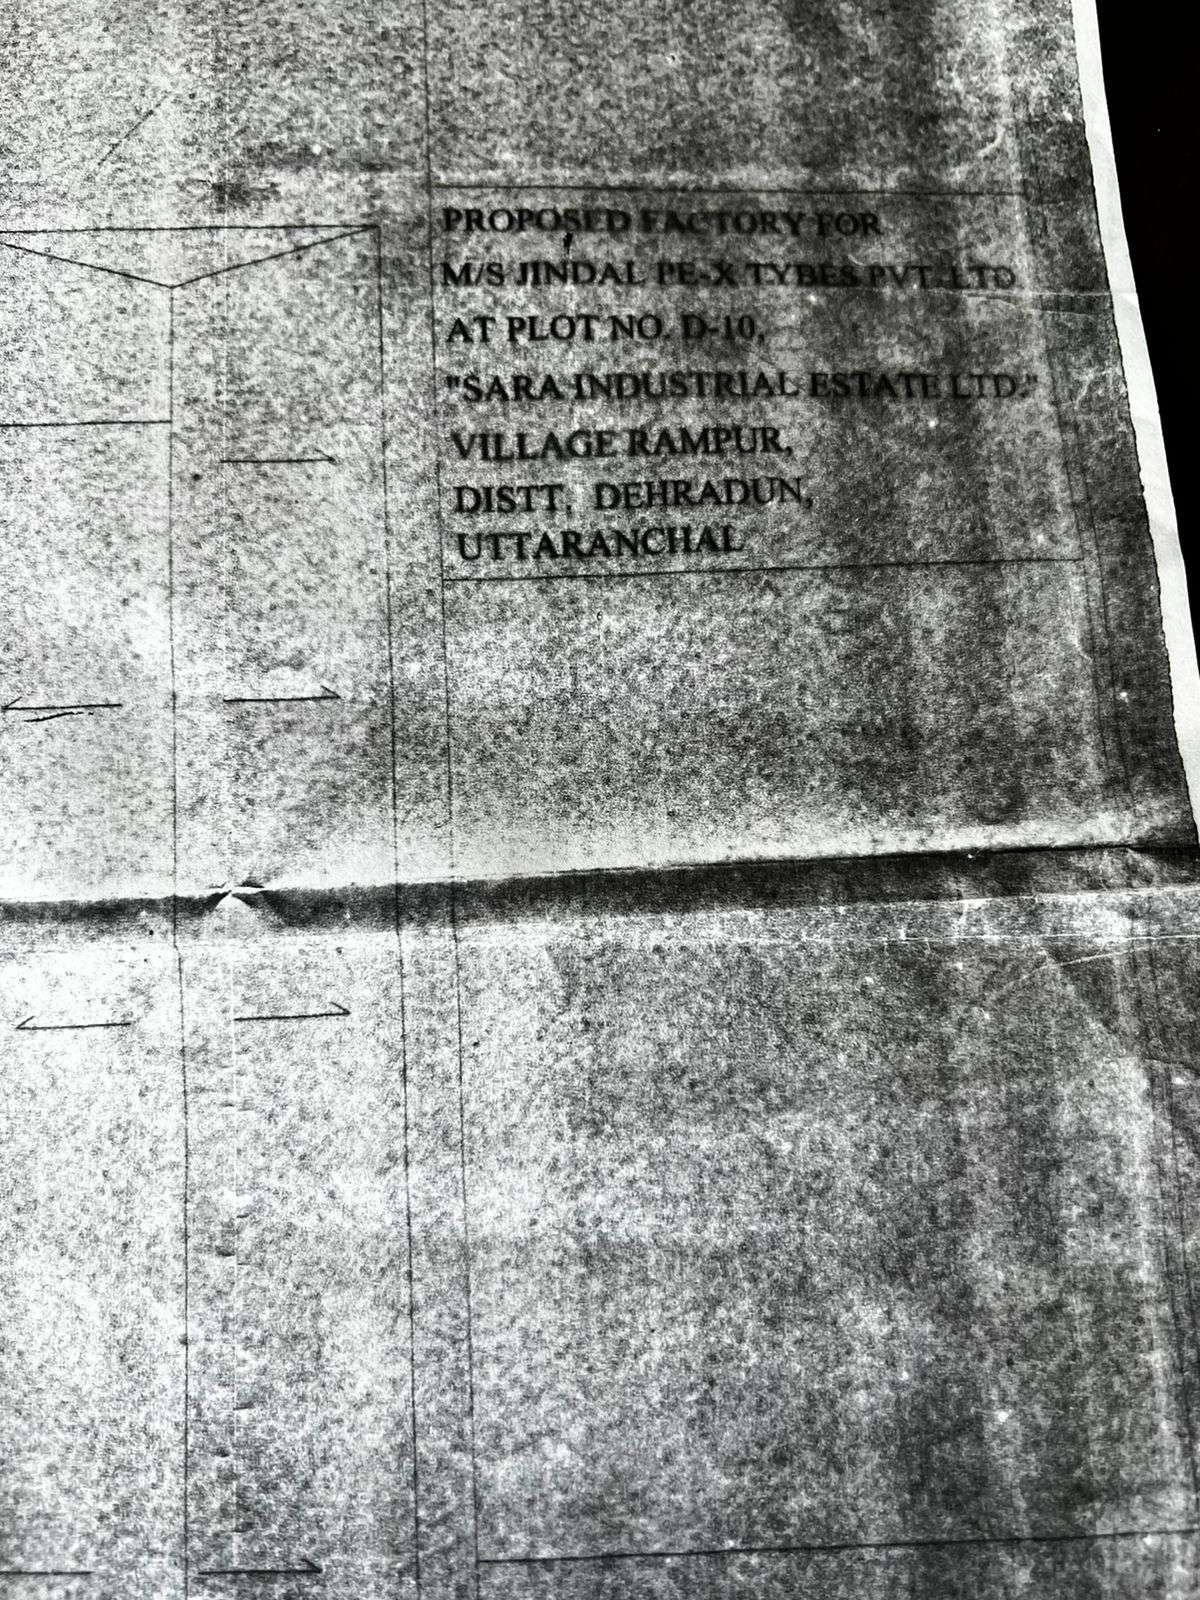 PROPOSED FACTORY FOR
M/S JINDAL PE-X TYBES PVT. LTD
AT PLOT NO. D-10,
"SARA INDUSTRIAL ESTATE LTD."
VILLAGE RAMPUR,
DISTT, DEHRADUN,
UTTARANCHAL